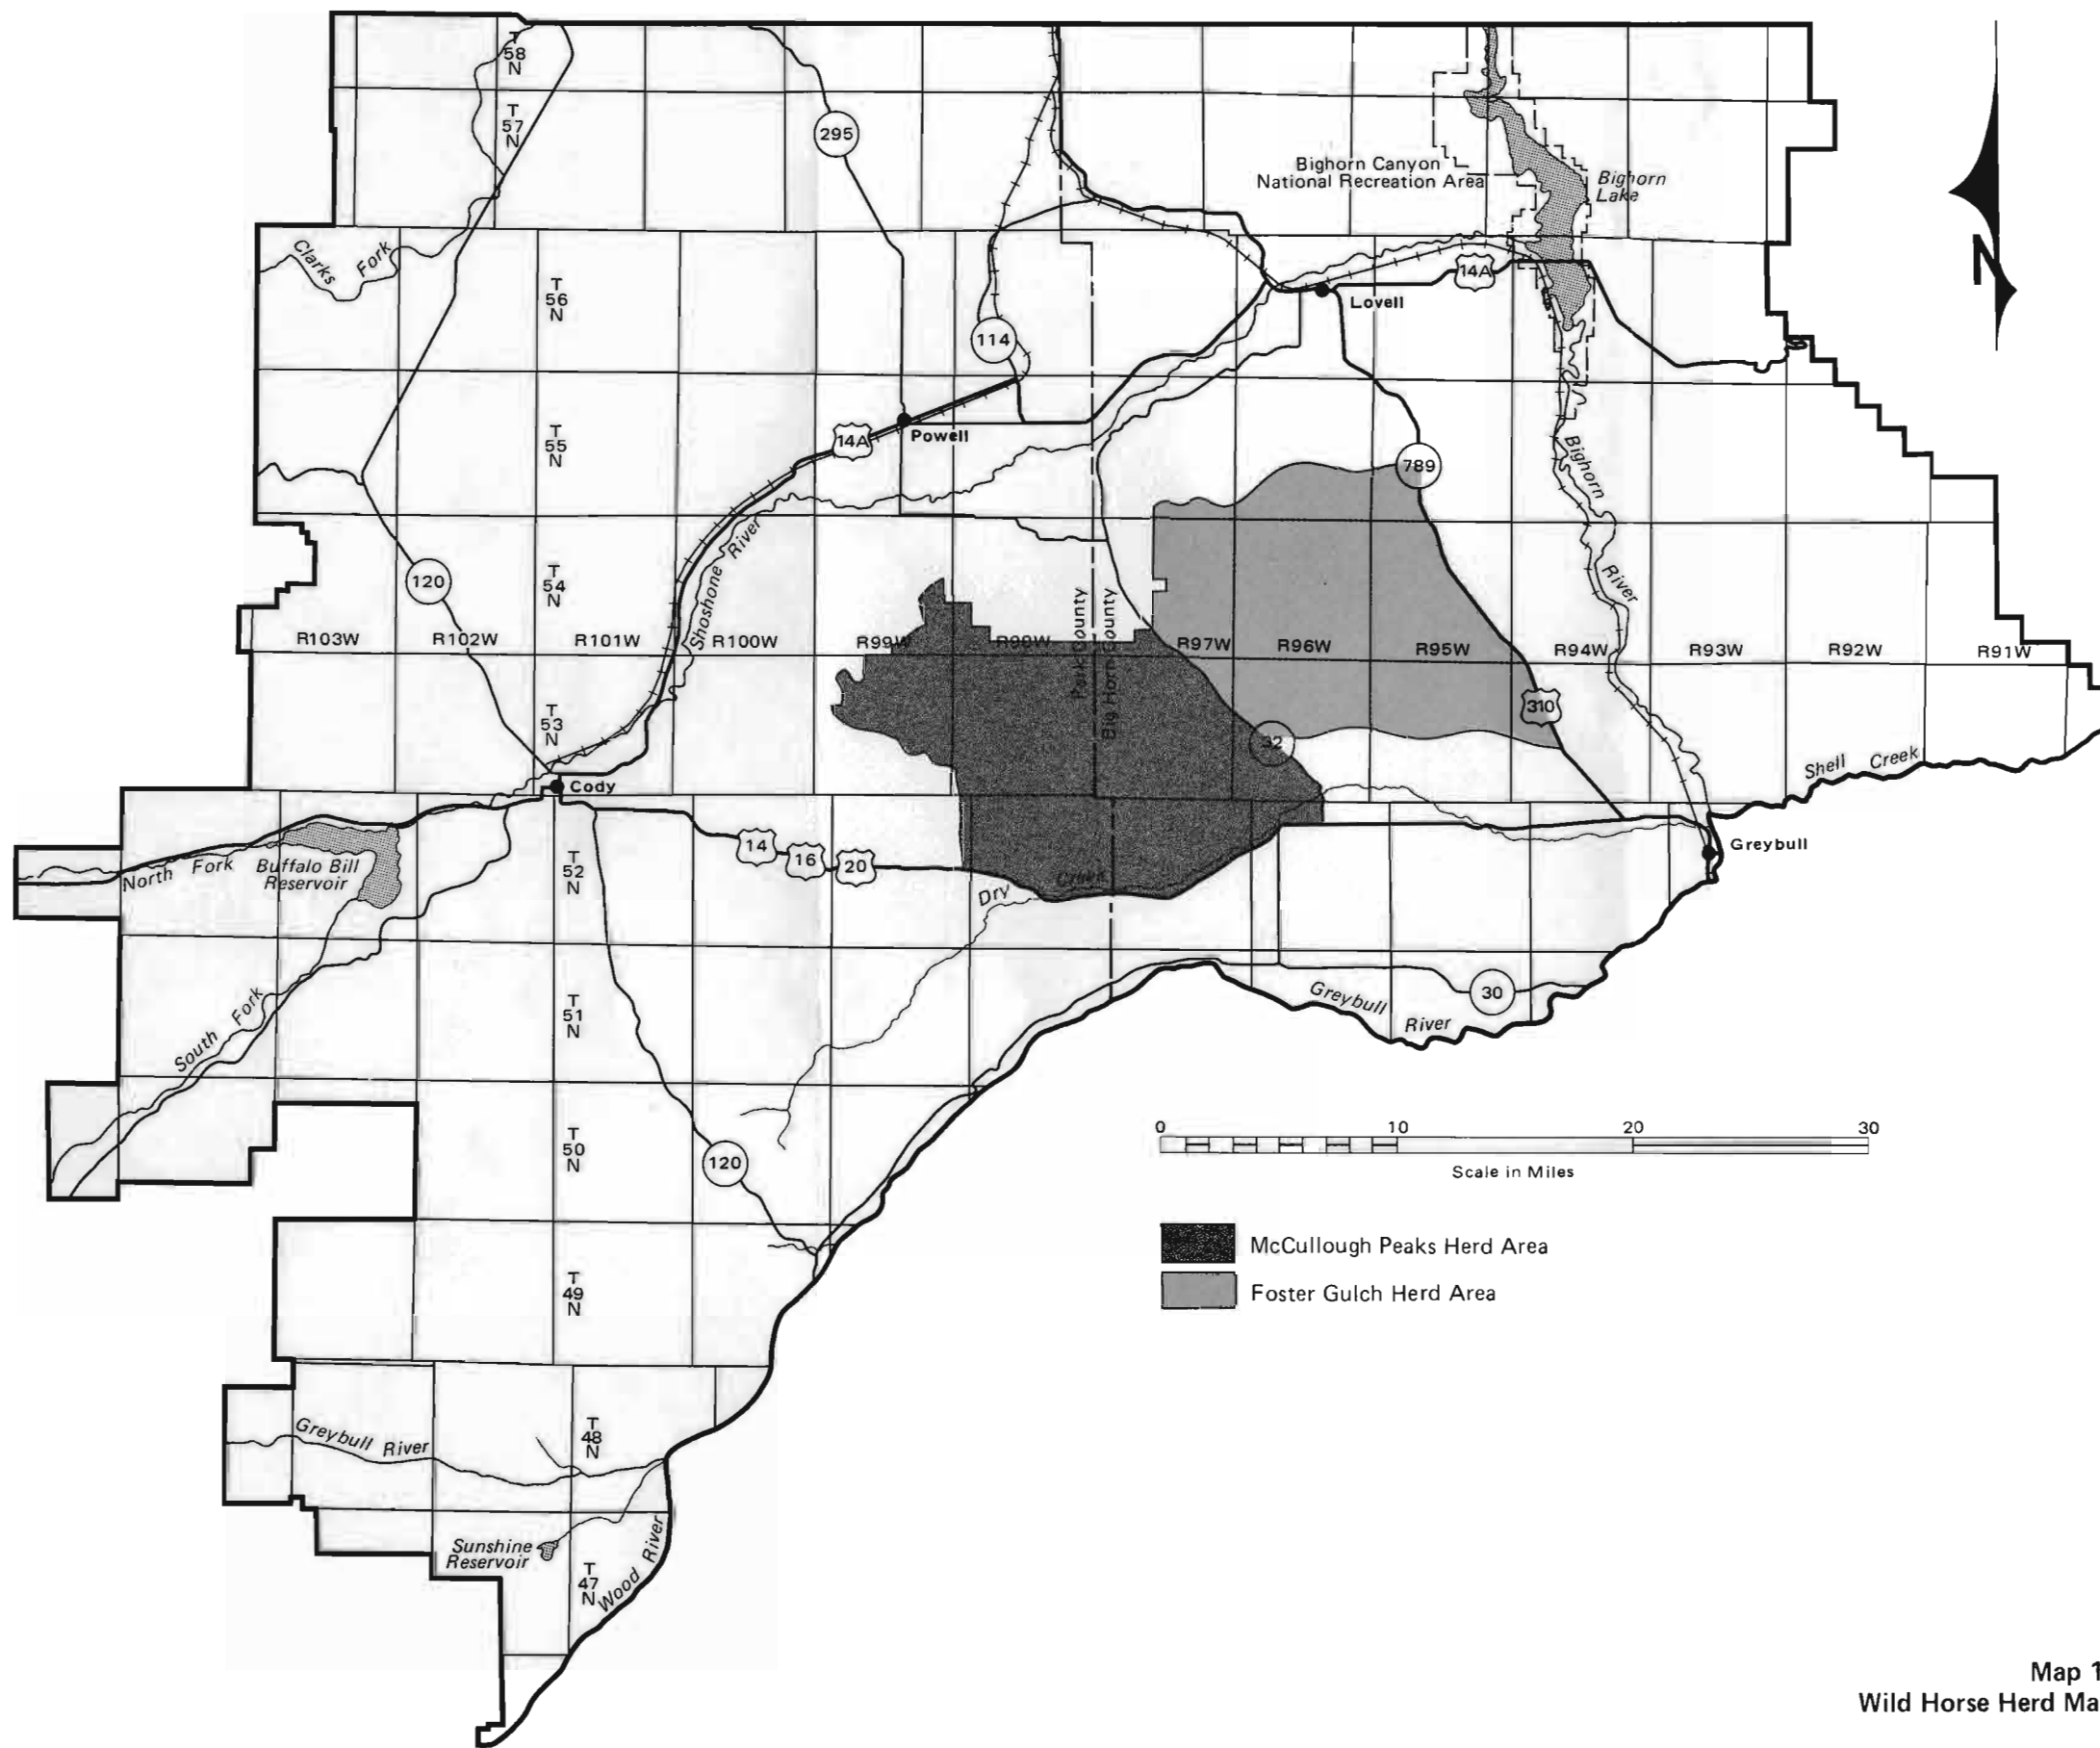 T
58
N
T
57
N
295
Bighorn Canyon
National Recreation Area
Bighorn
Lake
Clarks Fork
T
56
N
114
14A
Lovell
N
T
55
N
14A
Powell
789
Bighorn River
120
T
54
N
Shoshone River
Park County
Big Horn County
R103W
R102W
R101W
R100W
R99W
R98W
R97W
R96W
R95W
R94W
R93W
R92W
R91W
T
53
N
310
32
Cody
Shell Creek
14
16
20
T
52
N
North Fork
Buffalo Bill
Reservoir
Dry Creek
Greybull
South Fork
T
51
N
Greybull River
30
T
50
N
120
0 10 20 30
Scale in Miles
McCullough Peaks Herd Area
Foster Gulch Herd Area
T
49
N
T
48
N
Greybull River
Sunshine
Reservoir
T
47
N
Wood River
Map 1
Wild Horse Herd Ma